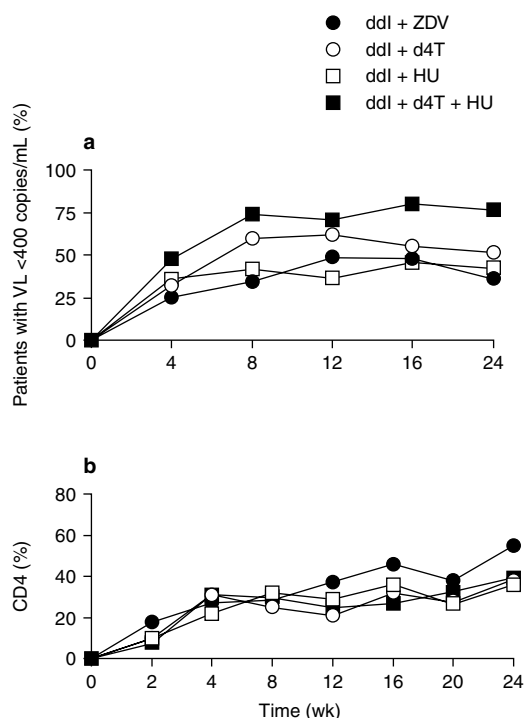 ddI + ZDV
ddI + d4T
ddI + HU
ddI + d4T + HU
a
Patients with VL <400 copies/mL (%)
100
75
50
25
0
0 4 8 12 16 24
b
CD4 (%)
80
60
40
20
0
0 2 4 8 12 16 20 24
Time (wk)